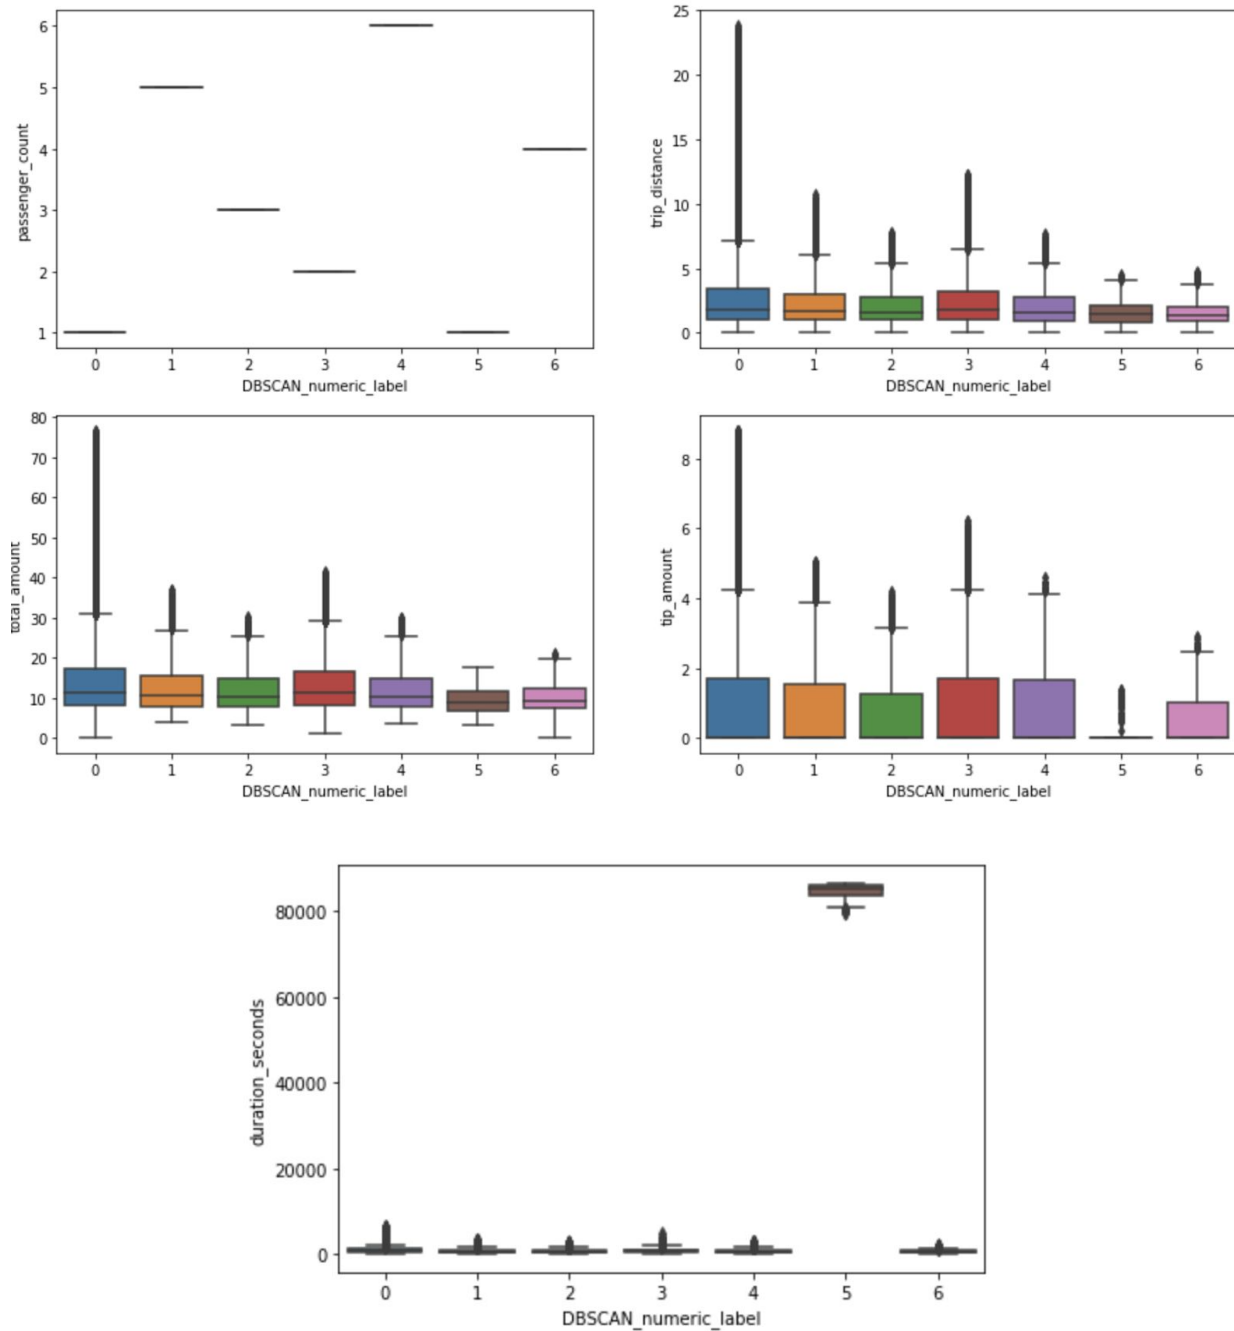 6
5
4
3
2
1
passenger_count
0 1 2 3 4 5 6
DBSCAN_numeric_label
25
20
15
10
5
0
trip_distance
0 1 2 3 4 5 6
DBSCAN_numeric_label
80
70
60
50
40
30
20
10
0
total_amount
0 1 2 3 4 5 6
DBSCAN_numeric_label
8
6
4
2
0
tip_amount
0 1 2 3 4 5 6
DBSCAN_numeric_label
80000
60000
40000
20000
0
duration_seconds
0 1 2 3 4 5 6
DBSCAN_numeric_label